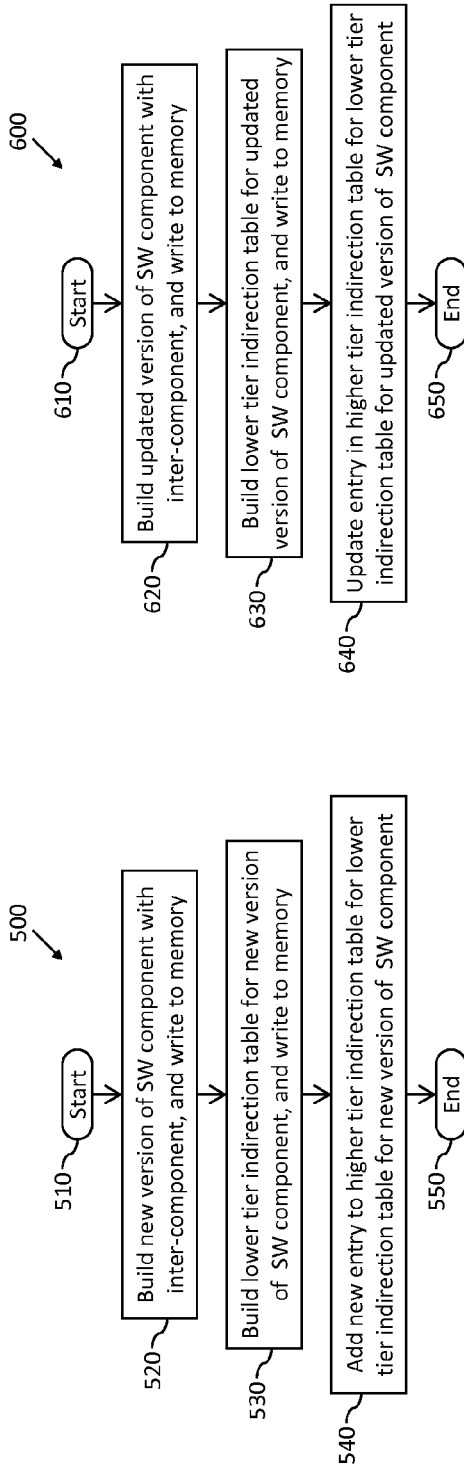 500
510
Start
520
Build new version of SW component with
inter-component, and write to memory
530
Build lower tier indirection table for new version
of SW component, and write to memory
540
Add new entry to higher tier indirection table for lower
tier indirection table for new version of SW component
550
End
600
610
Start
620
Build updated version of SW component with
inter-component, and write to memory
630
Build lower tier indirection table for updated
version of SW component, and write to memory
640
Update entry in higher tier indirection table for lower tier
indirection table for updated version of SW component
650
End